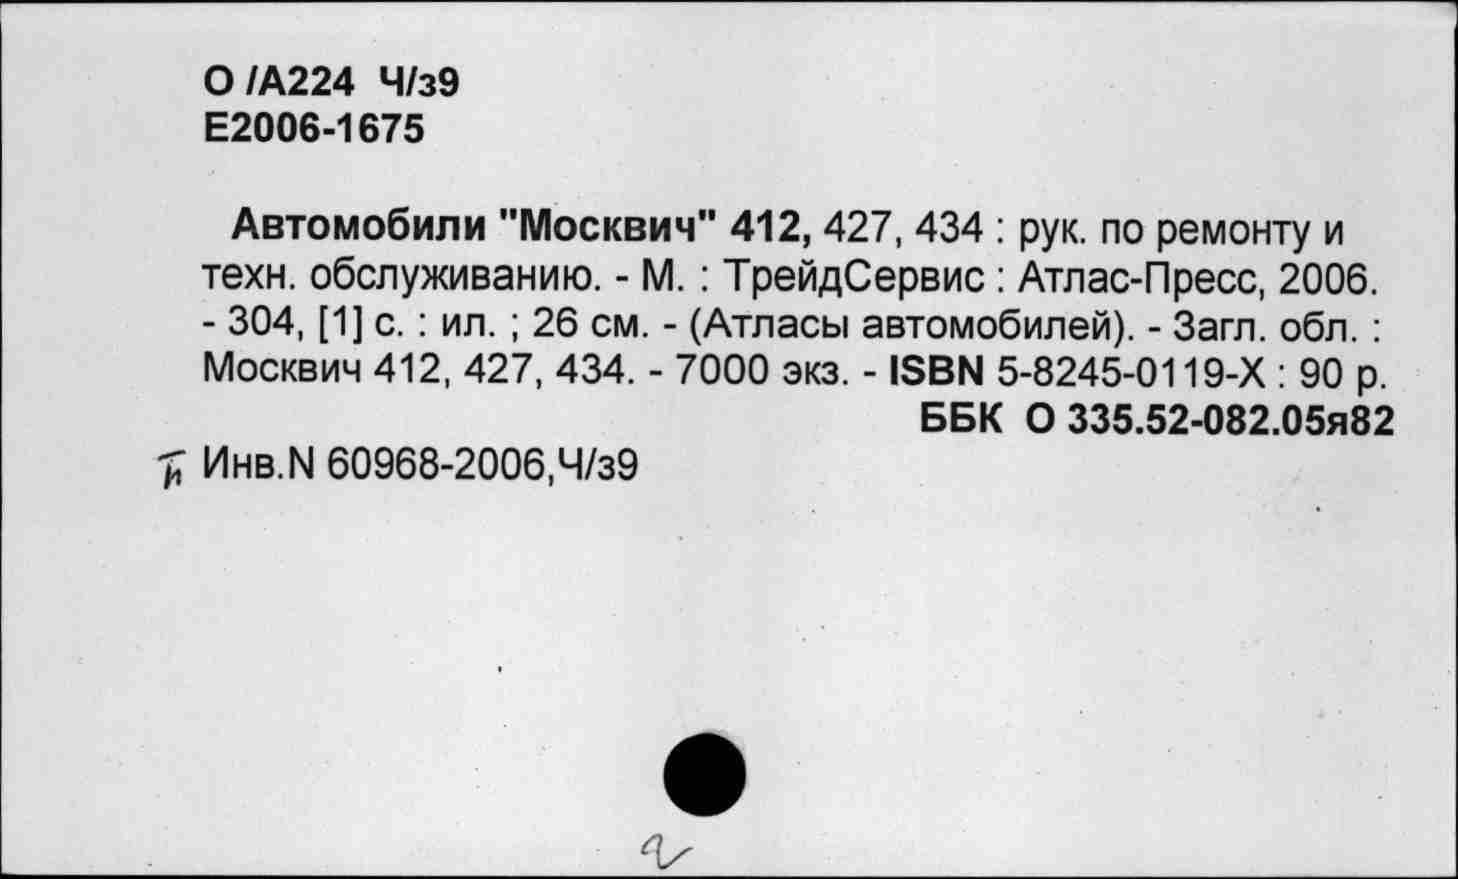 О /А224 Ч/з9
Е2006-1675
Автомобили "Москвич" 412, 427, 434 : рук. по ремонту и
техн. обслуживанию. - М. : ТрейдСервис : Атлас-Пресс, 2006.
- 304, [1] с. : ил. ; 26 см. - (Атласы автомобилей). - Загл. обл. :
Москвич 412, 427, 434. - 7000 экз. - ISBN 5-8245-0119-X : 90 р.
ББК О 335.52-082.05я82
Инв.N 60968-2006,Ч/з9